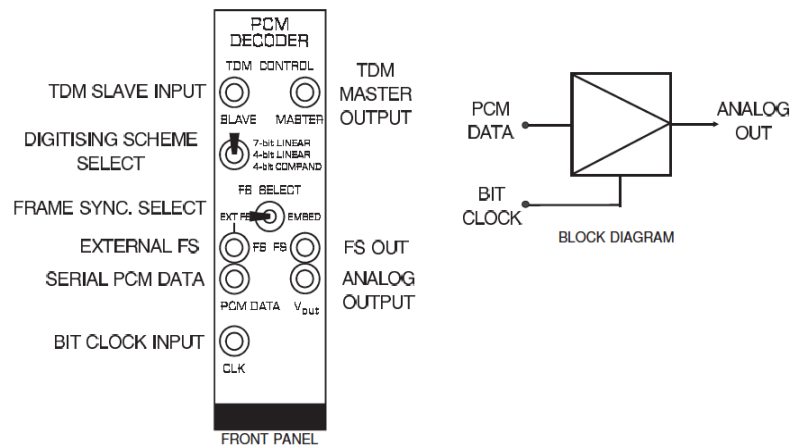 PCM
DECODER
TDM CONTROL
TDM SLAVE INPUT
TDM
MASTER
OUTPUT
SLAVE
MASTER
DIGITISING SCHEME
SELECT
7-bit LINEAR
4-bit LINEAR
4-bit COMPAND
FS SELECT
FRAME SYNC. SELECT
EXT FS
EMBED
EXTERNAL FS
FS
FS
FS OUT
SERIAL PCM DATA
ANALOG
OUTPUT
PCM DATA
Vout
BIT CLOCK INPUT
CLK
FRONT PANEL
PCM
DATA
ANALOG
OUT
BIT
CLOCK
BLOCK DIAGRAM